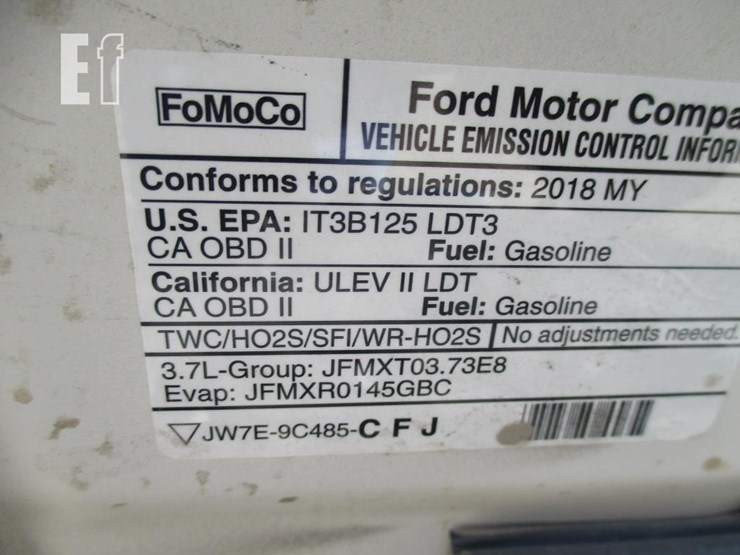 Ef
FoMoCo
Ford Motor Compa
VEHICLE EMISSION CONTROL INFOR
Conforms to regulations: 2018 MY
U.S. EPA: IT3B125 LDT3
CA OBD II Fuel: Gasoline
California: ULEV II LDT
CA OBD II Fuel: Gasoline
TWC/HO2S/SFI/WR-HO2S No adjustments needed.
3.7L-Group: JFMXT03.73E8
Evap: JFMXR0145GBC
JW7E-9C485-C F J